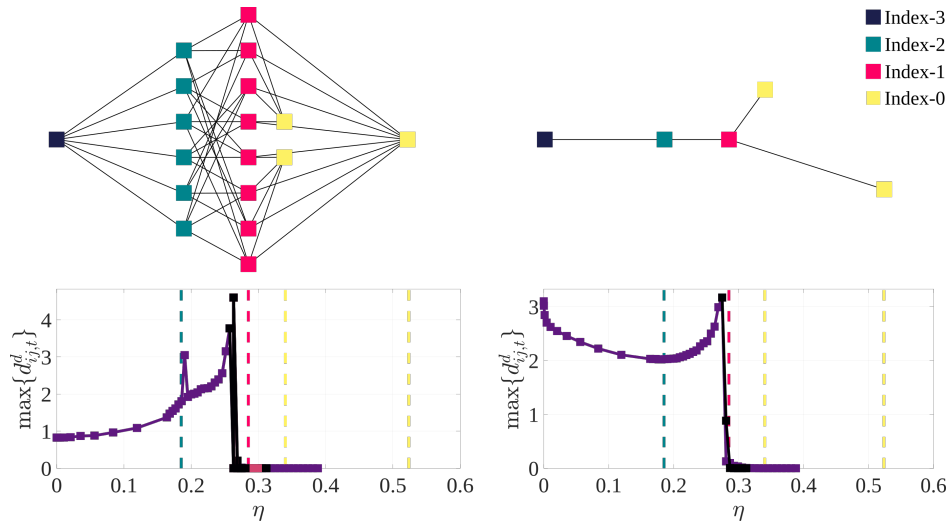 Index-3
Index-2
Index-1
Index-0
max{d^d_{ij,t}}
4
3
2
1
0
0 0.1 0.2 0.3 0.4 0.5 0.6
η
max{d^d_{ij,t}}
3
2
1
0
0 0.1 0.2 0.3 0.4 0.5 0.6
η